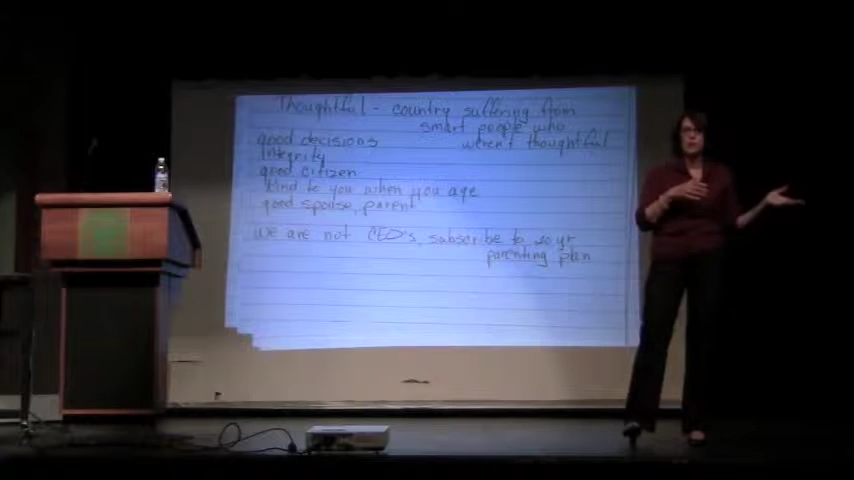 Thoughtful - country suffering from
smart people who
weren't thoughtful
good decisions
Integrity
good citizen
Kind to you when you age
good spouse, parent
We are not CEO's, subscribe to 20 yr
parenting plan